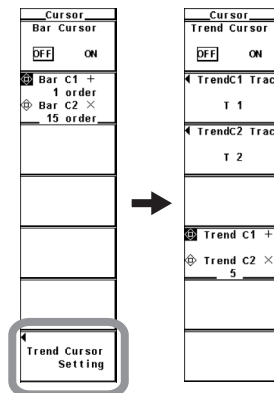 Cursor
Bar Cursor
OFF ON
Bar C1 +
1 order
Bar C2 ×
15 order
Trend Cursor
Setting
Cursor
Trend Cursor
OFF ON
TrendC1 Trac
T 1
TrendC2 Trac
T 2
Trend C1 +
Trend C2 ×
5